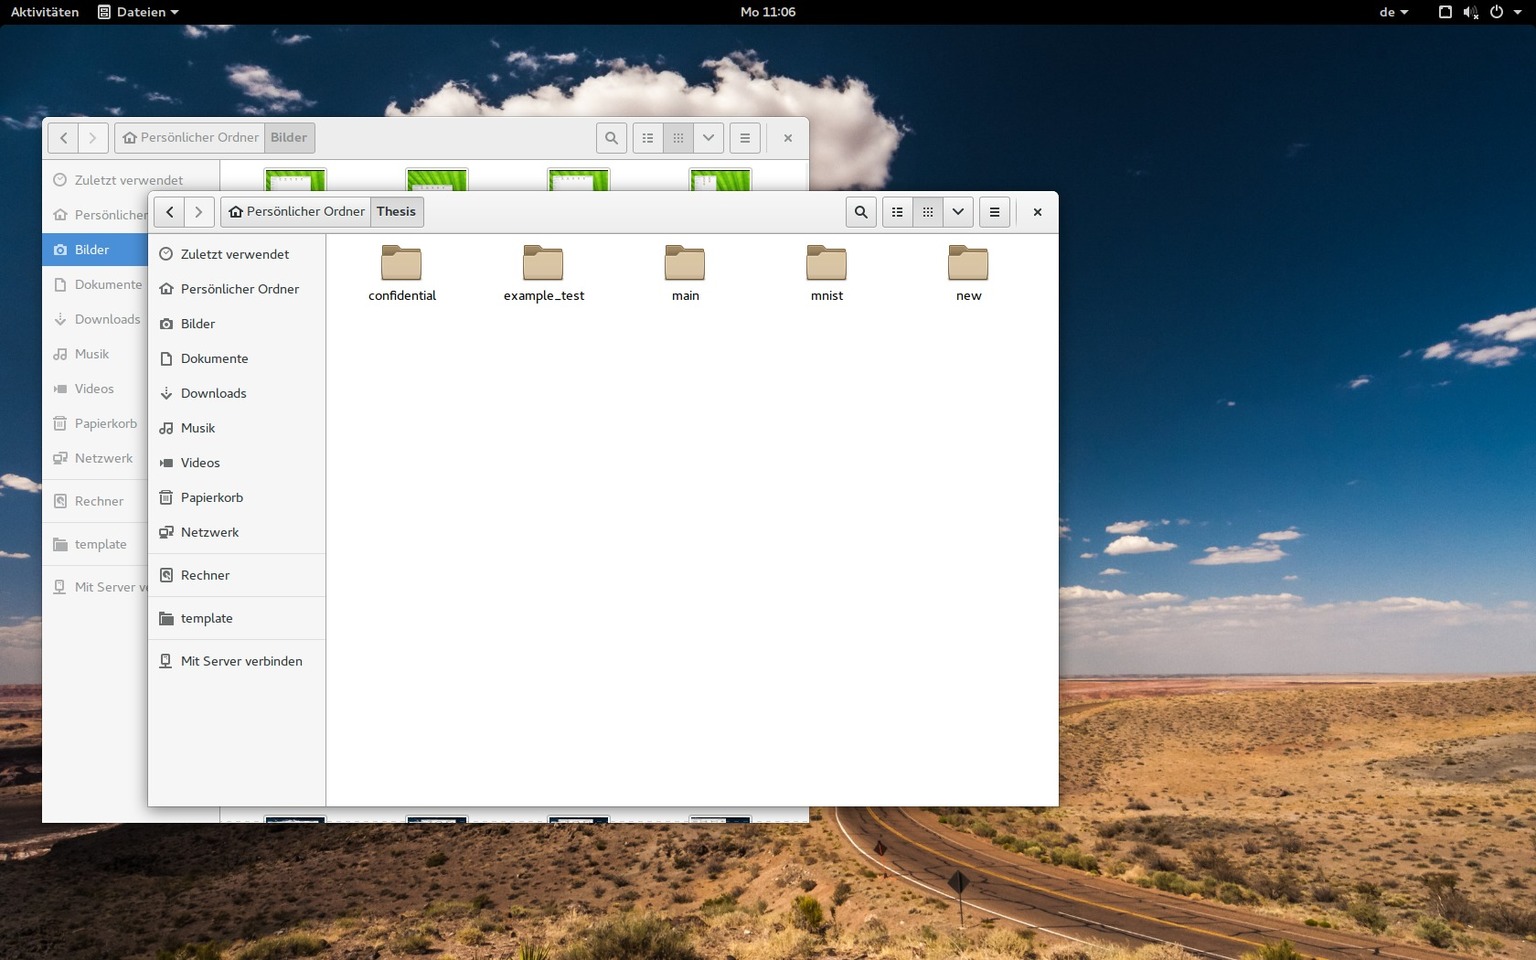 Aktivitäten Dateien Mo 11:06 de
Persönlicher Ordner Bilder
Zuletzt verwendet
Persönlicher
Bilder
Dokumente
Downloads
Musik
Videos
Papierkorb
Netzwerk
Rechner
template
Mit Server
Persönlicher Ordner Thesis
Zuletzt verwendet
Persönlicher Ordner
Bilder
Dokumente
Downloads
Musik
Videos
Papierkorb
Netzwerk
Rechner
template
Mit Server verbinden
confidential example_test main mnist new